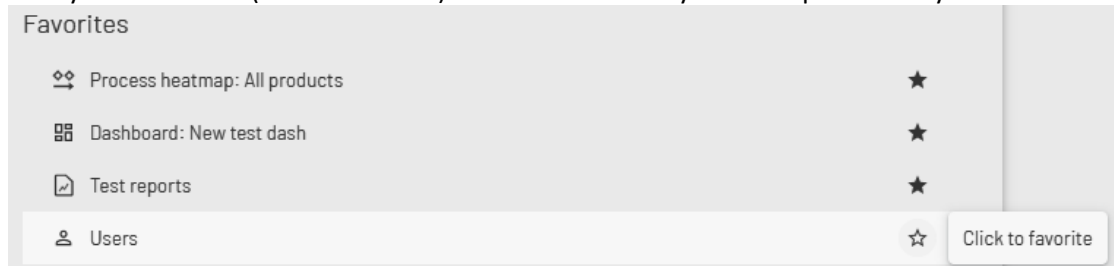 Favorites
Process heatmap: All products
Dashboard: New test dash
Test reports
Users
Click to favorite